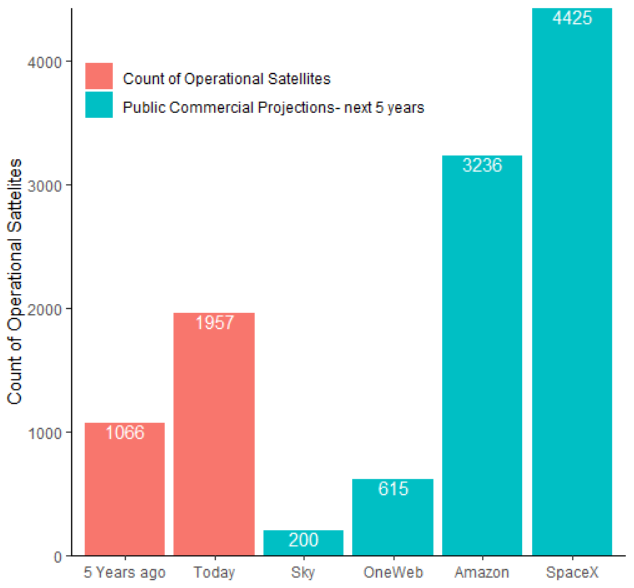 Count of Operational Sattelites
4000
3000
2000
1000
0
Count of Operational Satellites
Public Commercial Projections- next 5 years
1066
1957
200
615
3236
4425
5 Years ago
Today
Sky
OneWeb
Amazon
SpaceX